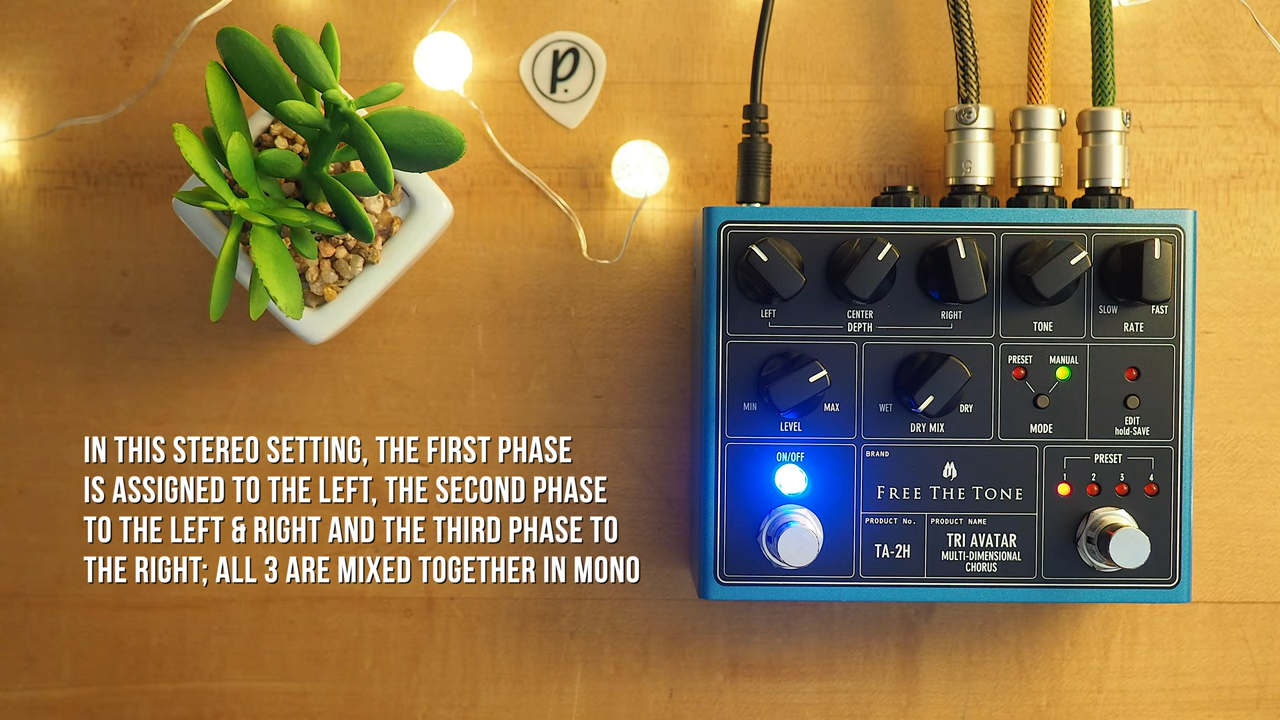 p.
LEFT CENTER RIGHT
DEPTH
TONE
SLOW FAST
RATE
MIN MAX
LEVEL
WET DRY
DRY MIX
PRESET MANUAL
MODE
EDIT
hold-SAVE
IN THIS STEREO SETTING, THE FIRST PHASE
IS ASSIGNED TO THE LEFT, THE SECOND PHASE
TO THE LEFT & RIGHT AND THE THIRD PHASE TO
THE RIGHT; ALL 3 ARE MIXED TOGETHER IN MONO
ON/OFF
BRAND
FREE THE TONE
PRODUCT No.
TA-2H
PRODUCT NAME
TRI AVATAR
MULTI-DIMENSIONAL
CHORUS
PRESET
1 2 3 4